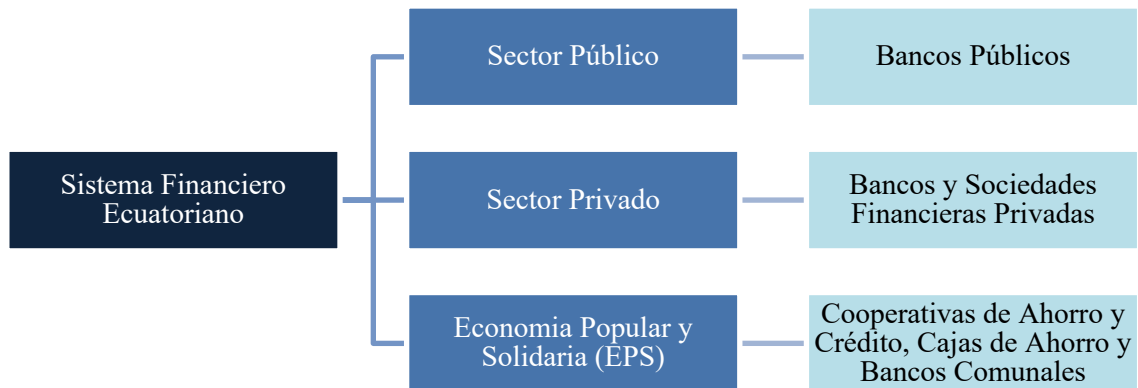 Sector Público
Bancos Públicos
Sistema Financiero
Ecuatoriano
Sector Privado
Bancos y Sociedades
Financieras Privadas
Economia Popular y
Solidaria (EPS)
Cooperativas de Ahorro y
Crédito, Cajas de Ahorro y
Bancos Comunales